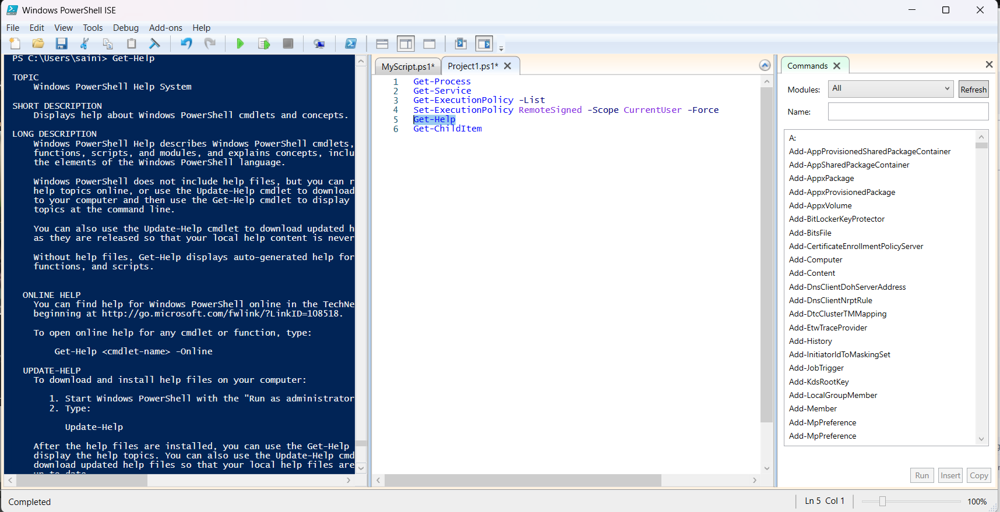 Windows PowerShell ISE
File Edit View Tools Debug Add-ons Help
PS C:\Users\saini> Get-Help
TOPIC
Windows PowerShell Help System
SHORT DESCRIPTION
Displays help about Windows PowerShell cmdlets and concepts.
LONG DESCRIPTION
Windows PowerShell Help describes Windows PowerShell cmdlets,
functions, scripts, and modules, and explains concepts, inclu
the elements of the Windows PowerShell language.
Windows PowerShell does not include help files, but you can r
help topics online, or use the Update-Help cmdlet to download
to your computer and then use the Get-Help cmdlet to display
topics at the command line.
You can also use the Update-Help cmdlet to download updated h
as they are released so that your local help content is never
Without help files, Get-Help displays auto-generated help for
functions, and scripts.
ONLINE HELP
You can find help for Windows PowerShell online in the TechNe
beginning at http://go.microsoft.com/fwlink/?LinkID=108518.
To open online help for any cmdlet or function, type:
Get-Help <cmdlet-name> -Online
UPDATE-HELP
To download and install help files on your computer:
1. Start Windows PowerShell with the "Run as administrator
2. Type:
Update-Help
After the help files are installed, you can use the Get-Help
display the help topics. You can also use the Update-Help cmd
download updated help files so that your local help files are
up to date
MyScript.ps1* Project1.ps1*
1 Get-Process
2 Get-Service
3 Get-ExecutionPolicy -List
4 Set-ExecutionPolicy RemoteSigned -Scope CurrentUser -Force
5 Get-Help
6 Get-ChildItem
Commands
Modules: All Refresh
Name:
A:
Add-AppProvisionedSharedPackageContainer
Add-AppSharedPackageContainer
Add-AppxPackage
Add-AppxProvisionedPackage
Add-AppxVolume
Add-BitLockerKeyProtector
Add-BitsFile
Add-CertificateEnrollmentPolicyServer
Add-Computer
Add-Content
Add-DnsClientDohServerAddress
Add-DnsClientNrptRule
Add-DtcClusterTMMapping
Add-EtwTraceProvider
Add-History
Add-InitiatorIdToMaskingSet
Add-JobTrigger
Add-KdsRootKey
Add-LocalGroupMember
Add-Member
Add-MpPreference
Add-MpPreference
Run Insert Copy
Completed
Ln 5 Col 1
100%